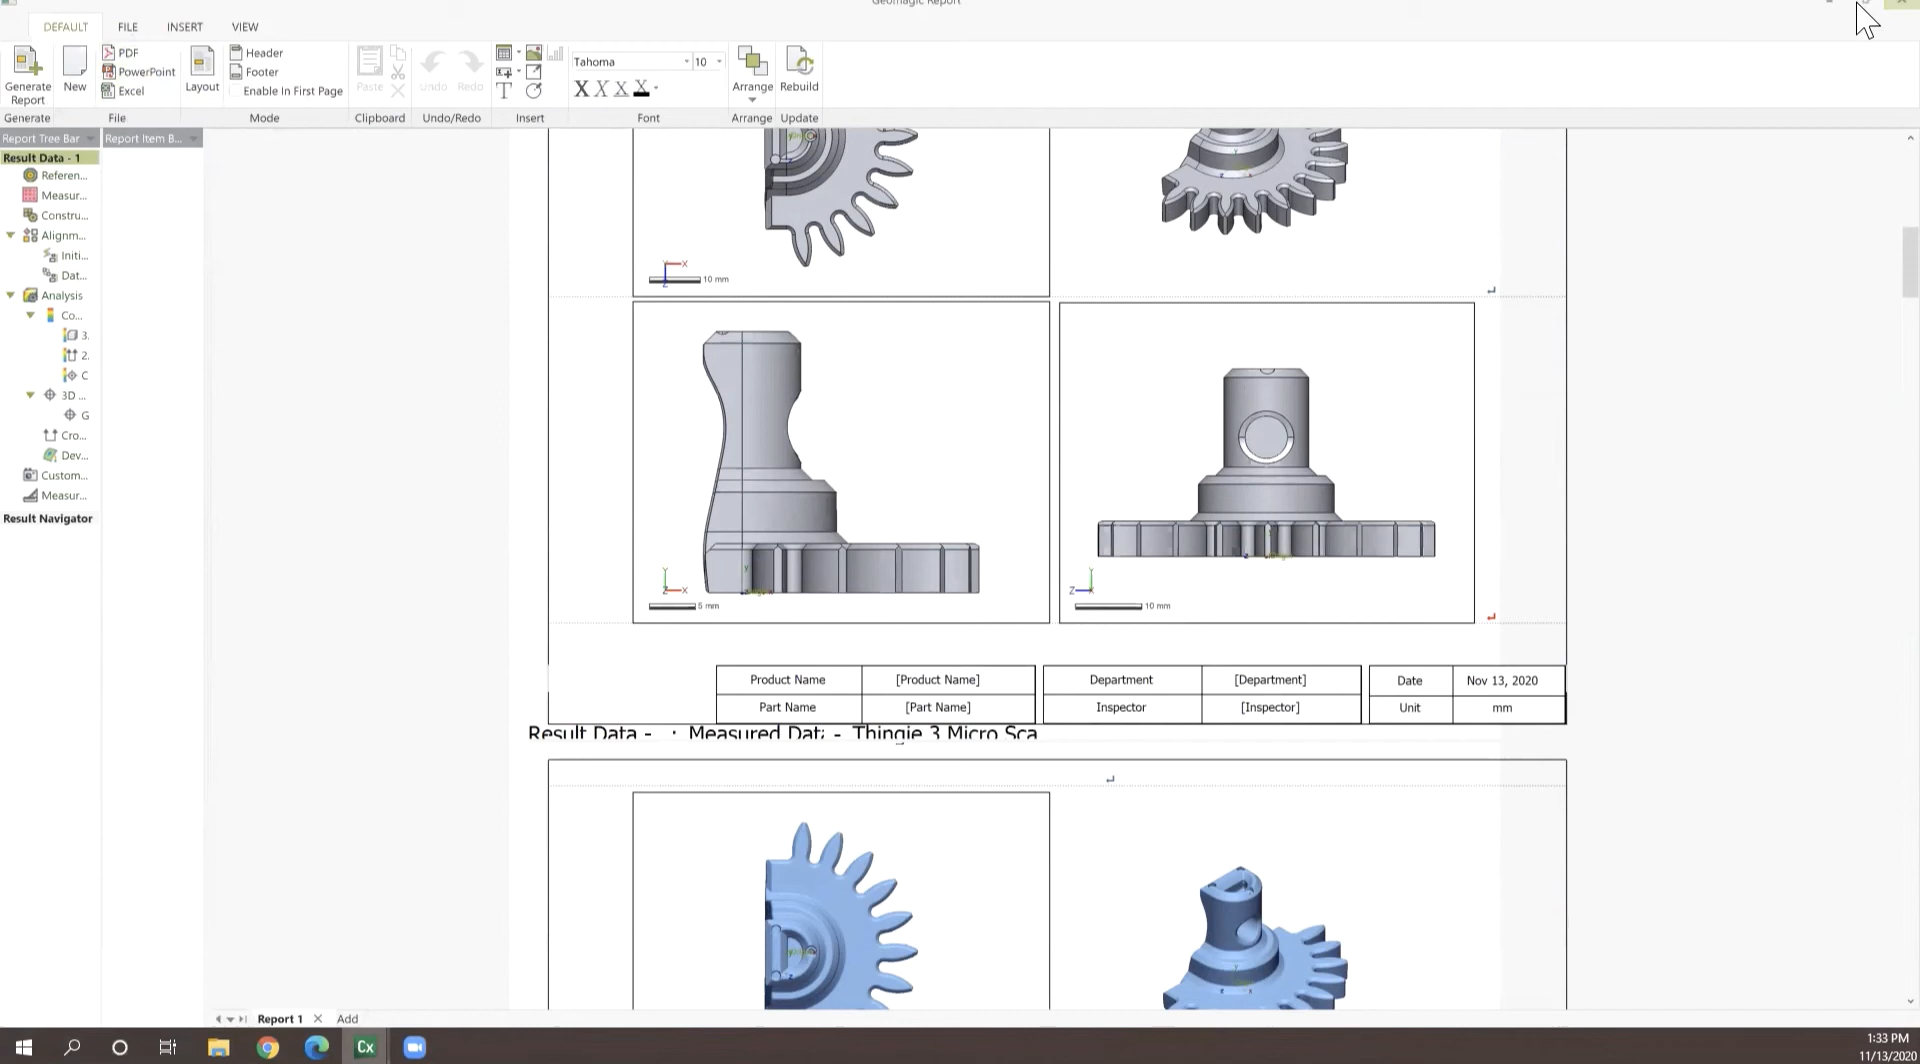 Geomagic Report
DEFAULT FILE INSERT VIEW
Generate Report
New
PDF
PowerPoint
Excel
Layout
Header
Footer
Enable In First Page
Paste
Undo Redo
Tahoma 10
X X X X
Arrange
Rebuild
Generate File Mode Clipboard Undo/Redo Insert Font Arrange Update
Report Tree Bar
Report Item B...
Result Data - 1
Referen...
Measur...
Constru...
Alignm...
Initi...
Dat...
Analysis
Co...
3.
2.
C
3D ...
G
Cro...
Dev...
Custom...
Measur...
Result Navigator
X
10 mm
Y
Z X
5 mm
Z
10 mm
Product Name [Product Name] Department [Department] Date Nov 13, 2020
Part Name [Part Name] Inspector [Inspector] Unit mm
Result Data - Measured Data - Thingie 3 Micro Sca
Report 1
Add
Cx
1:33 PM
11/13/2020